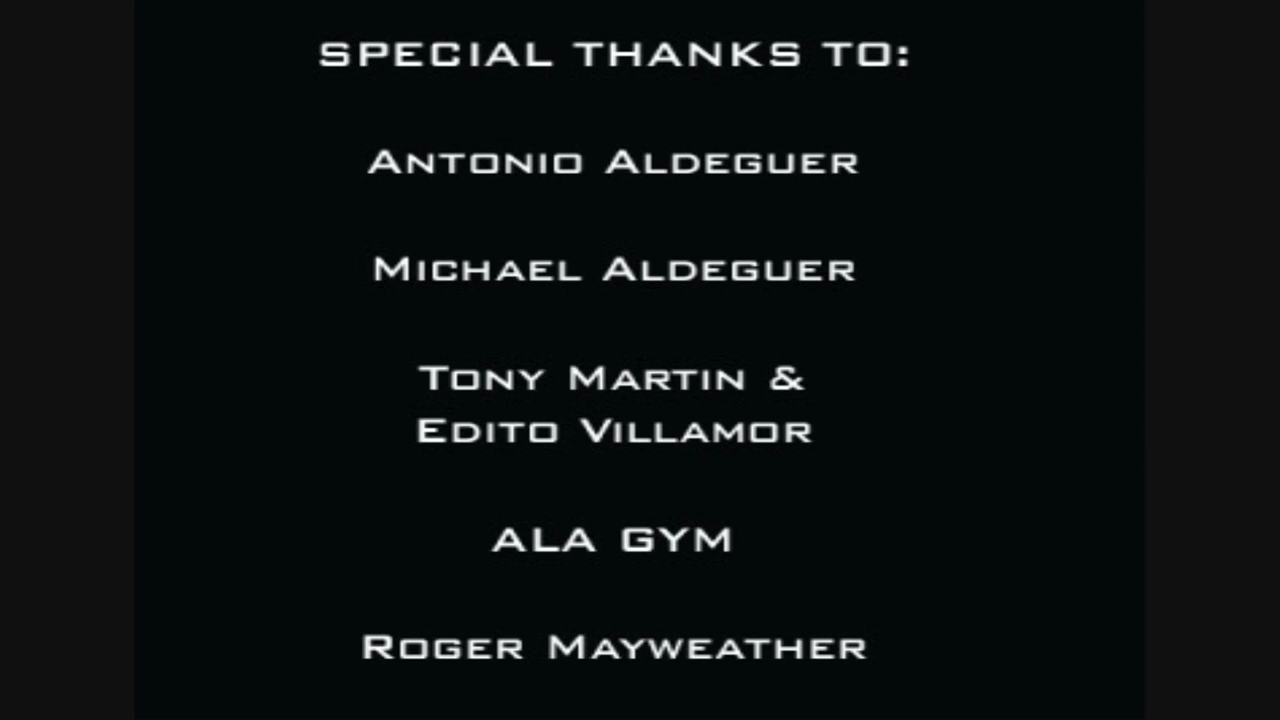 SPECIAL THANKS TO:
ANTONIO ALDEGUER
MICHAEL ALDEGUER
TONY MARTIN &
EDITO VILLAMOR
ALA GYM
ROGER MAYWEATHER